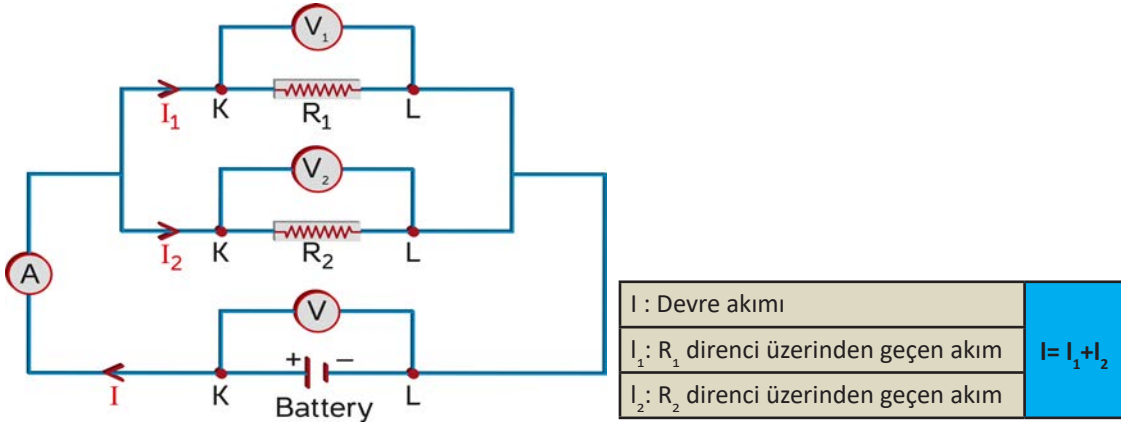 V₁
I₁ K R₁ L
V₂
I₂ K R₂ L
A
V
+ –
I K Battery L
I : Devre akımı
I₁: R₁ direnci üzerinden geçen akım
I₂: R₂ direnci üzerinden geçen akım
I= I₁+I₂